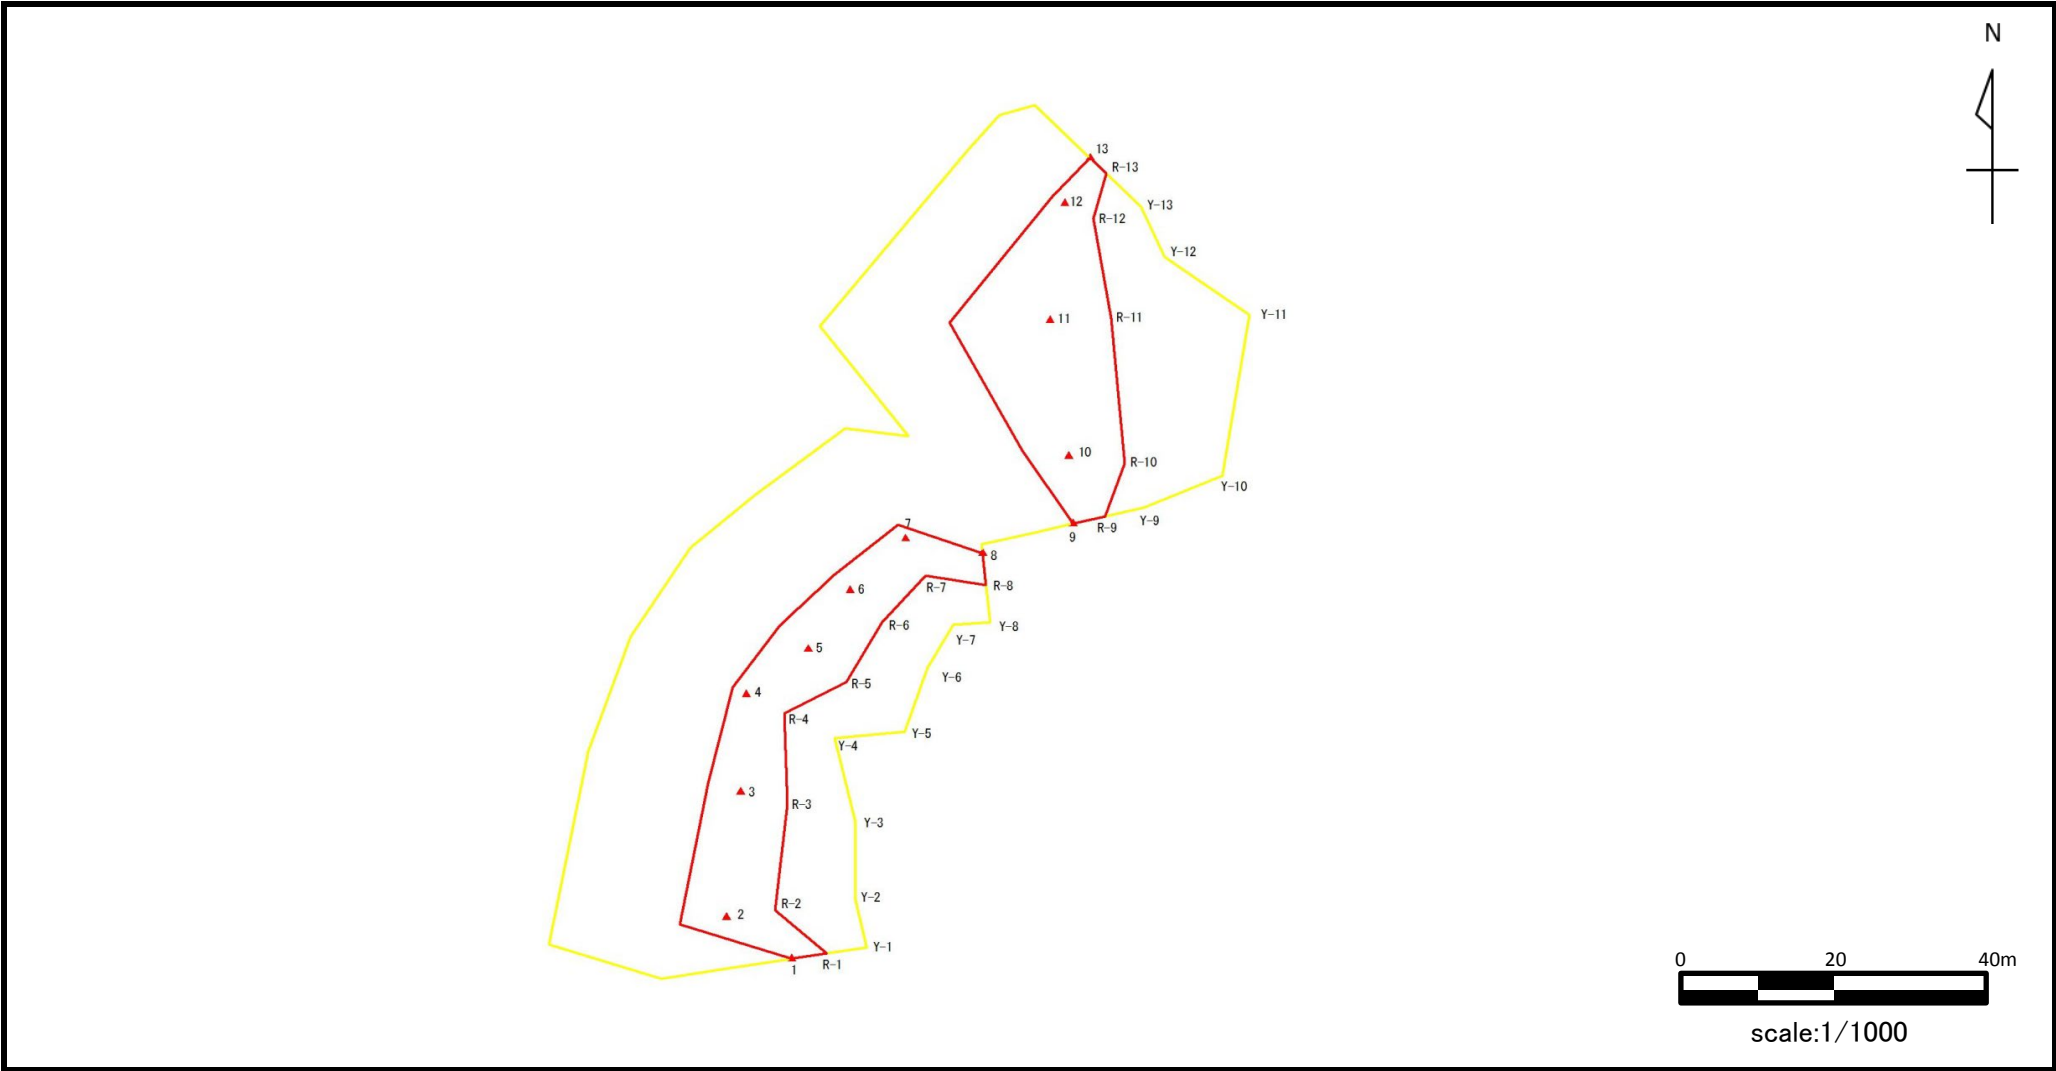 N
13
R-13
12
Y-13
R-12
Y-12
11
R-11
Y-11
10
R-10
Y-10
7
R-9
Y-9
9
8
6
R-7
R-8
R-6
Y-8
Y-7
5
Y-6
R-5
4
R-4
Y-5
Y-4
3
R-3
Y-3
R-2
Y-2
2
Y-1
1
R-1
0 20 40m
scale:1/1000